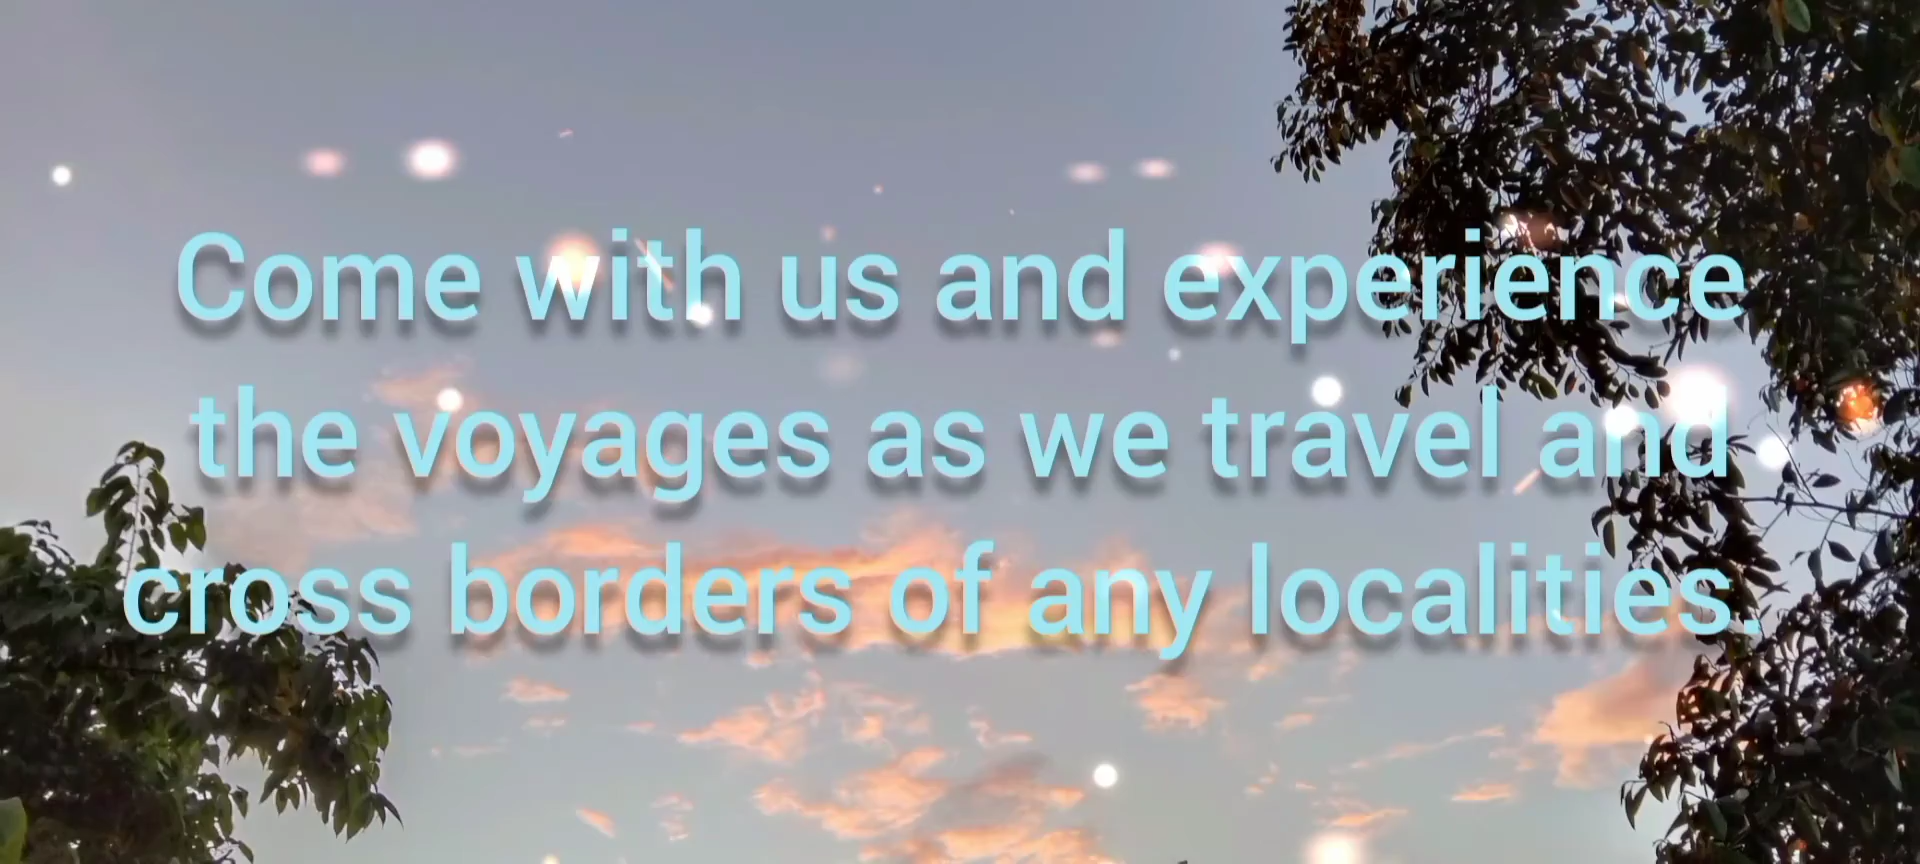 Come with us and experience
the voyages as we travel and
cross borders of any localities.